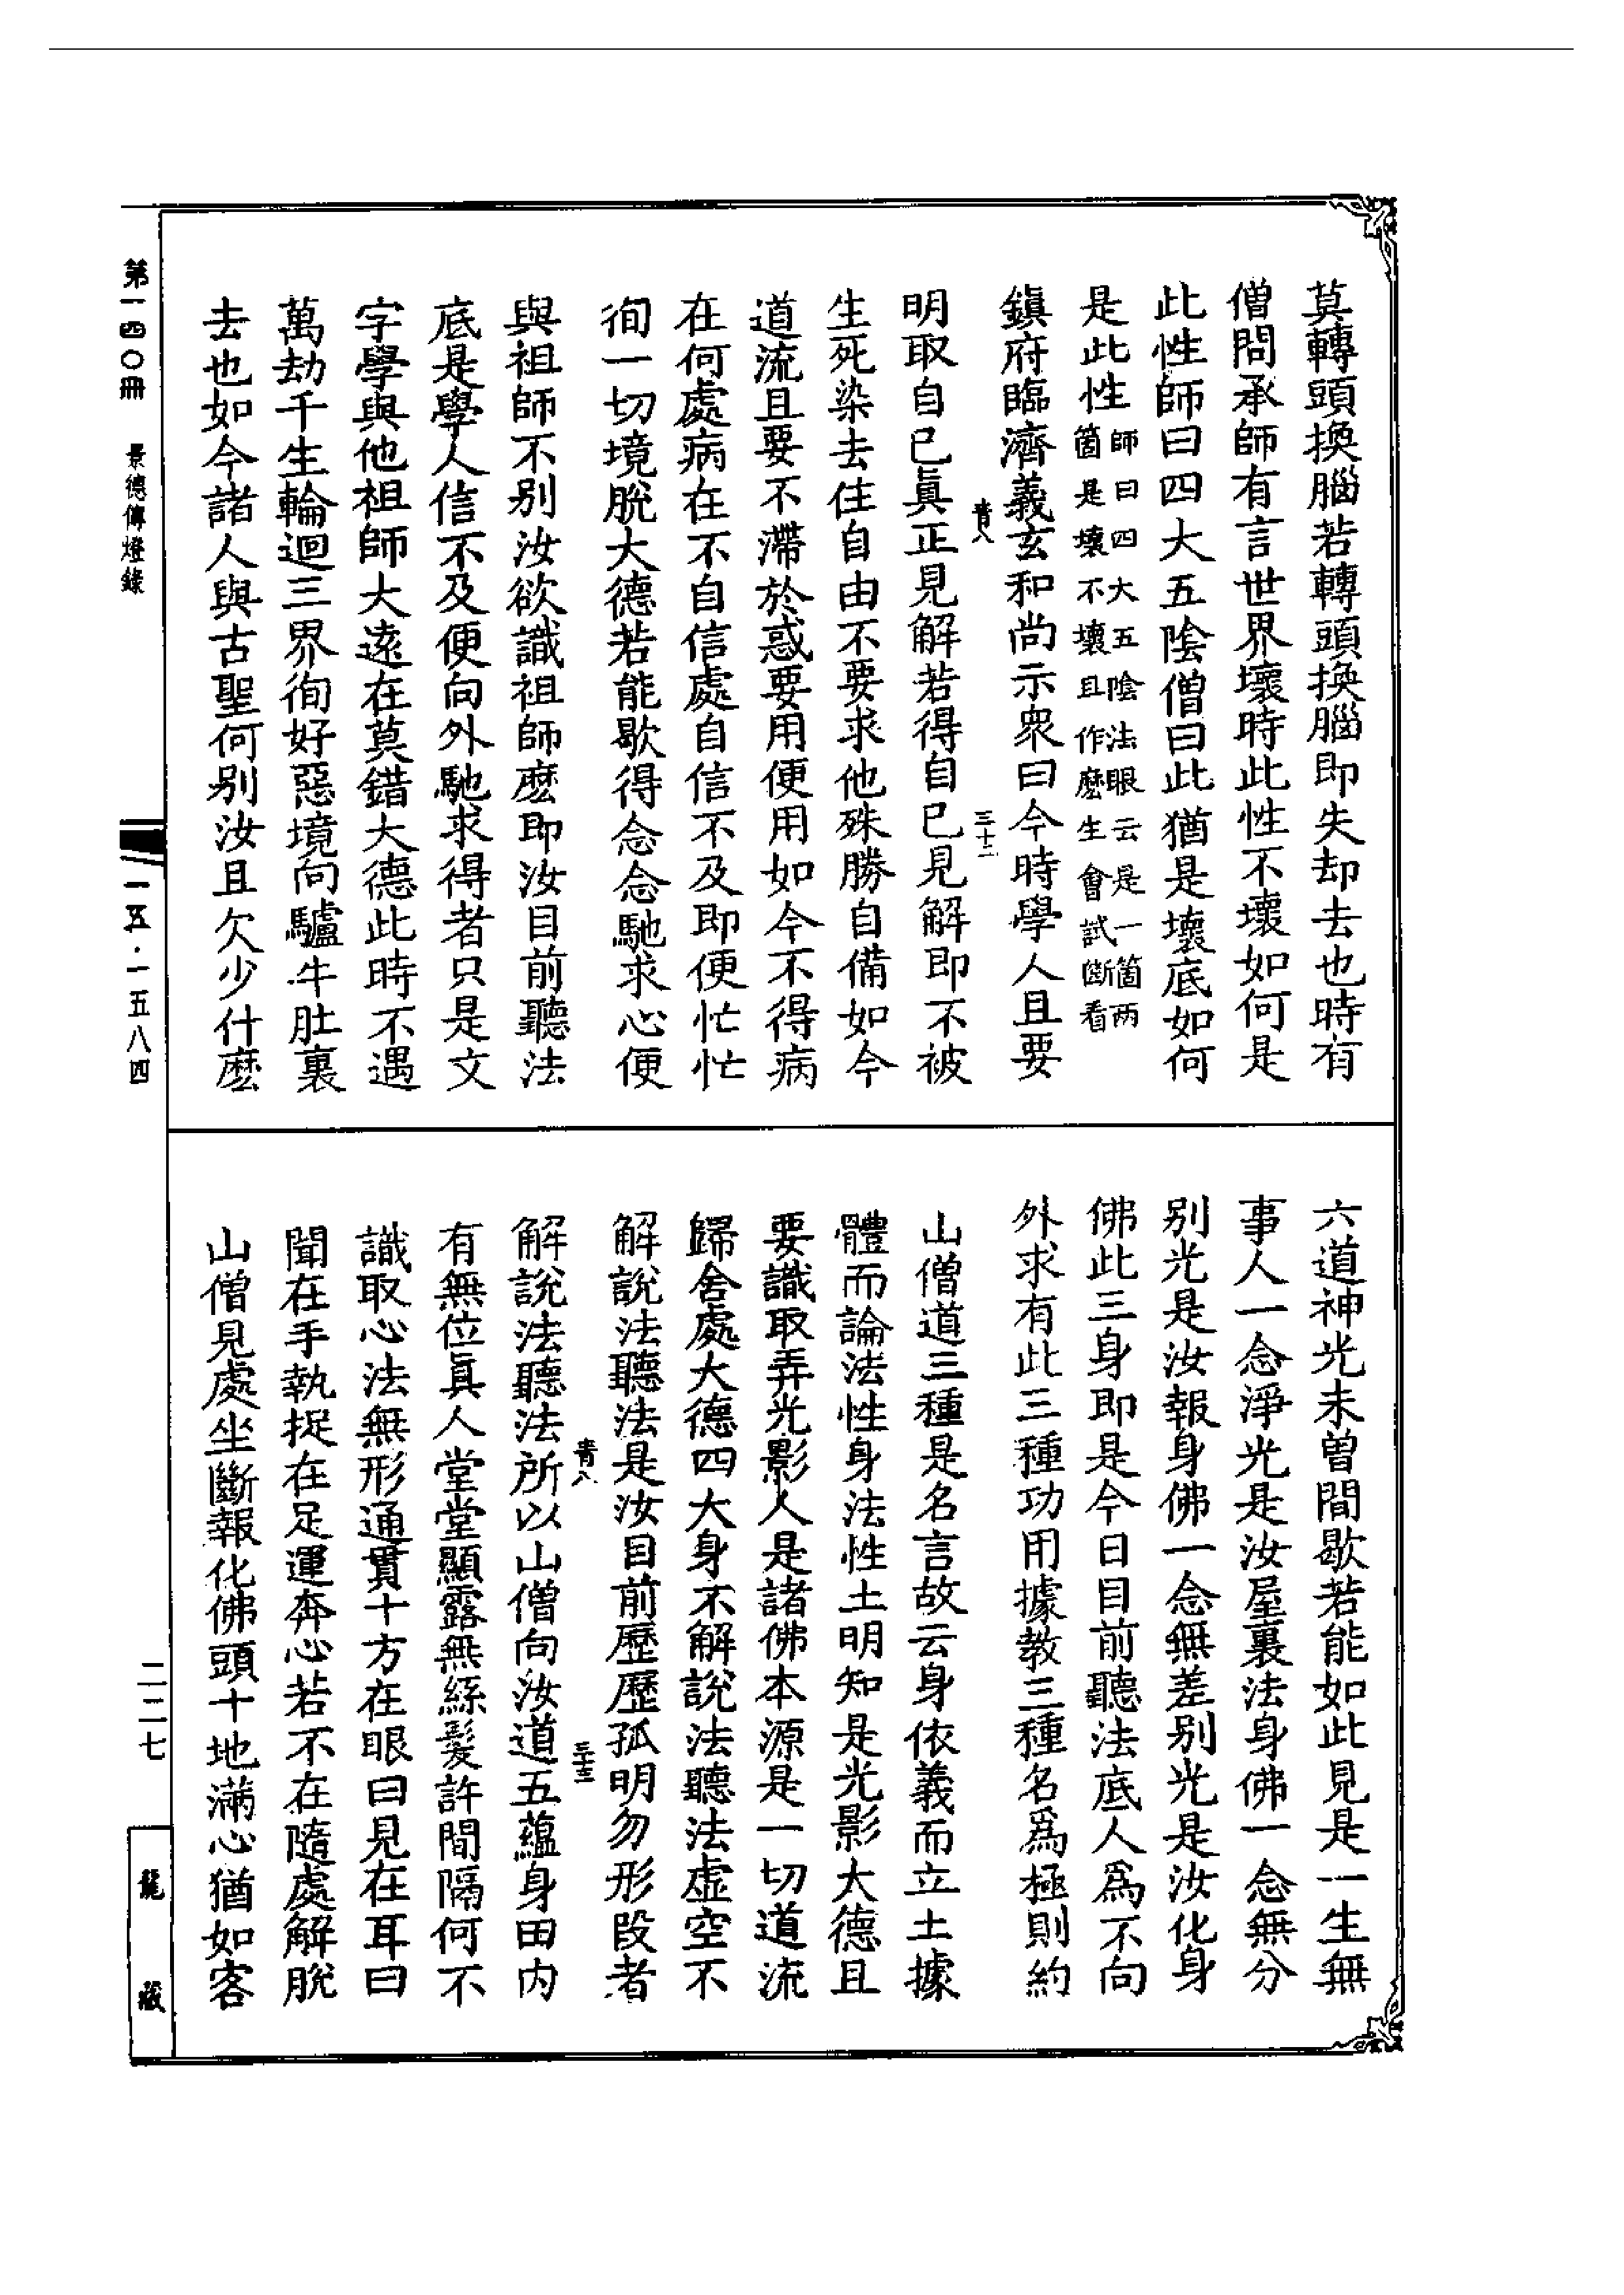 莫轉頭換腦若轉頭換腦即失却去也時有
僧問承師有言世界壞時此性不壞如何是
此性師曰四大五陰僧曰此猶是壞底如何
是此性師曰四大五陰法眼云是一箇兩
箇是壞不壞且作麽生會試斷看
鎭府臨濟義玄和尚示衆曰今時學人且要
青八
三十二
明取自已眞正見解若得自已見解即不被
生死染去住自由不要求他殊勝自備如今
道流且要不滯於惑要用便用如今不得病
在何處病在不自信處自信不及即便忙忙
徇一切境脫大德若能歇得念念馳求心便
與祖師不別汝欲識祖師麽即汝目前聽法
底是學人信不及便向外馳求得者只是文
字學與他祖師大遠在莫錯大德此時不遇
萬劫千生輪迴三界徇好惡境向驢牛肚裏
去也如今諸人與古聖何別汝且欠少什麽
六道神光未曾間歇若能如此見是一生無
事人一念淨光是汝屋裏法身佛一念無分
別光是汝報身佛一念無差別光是汝化身
佛此三身即是今日目前聽法底人爲不向
外求有此三種功用據教三種名爲極則約
山僧道三種是名言故云身依義而立土據
體而論法性身法性土明知是光影大德且
要識取弄光影人是諸佛本源是一切道流
歸舍處大德四大身不解說法聽法虛空不
解說法聽法是汝目前歷歷孤明勿形段者
青八
三十三
解說法聽法所以山僧向汝道五蘊身田內
有無位眞人堂堂顯露無絲髮許間隔何不
識取心法無形通貫十方在眼曰見在耳曰
聞在手執捉在足運奔心若不在隨處解脫
山僧見處坐斷報化佛頭十地滿心猶如客
第一四〇冊 景德傳燈錄
一五·一五八四
二二七
龍藏